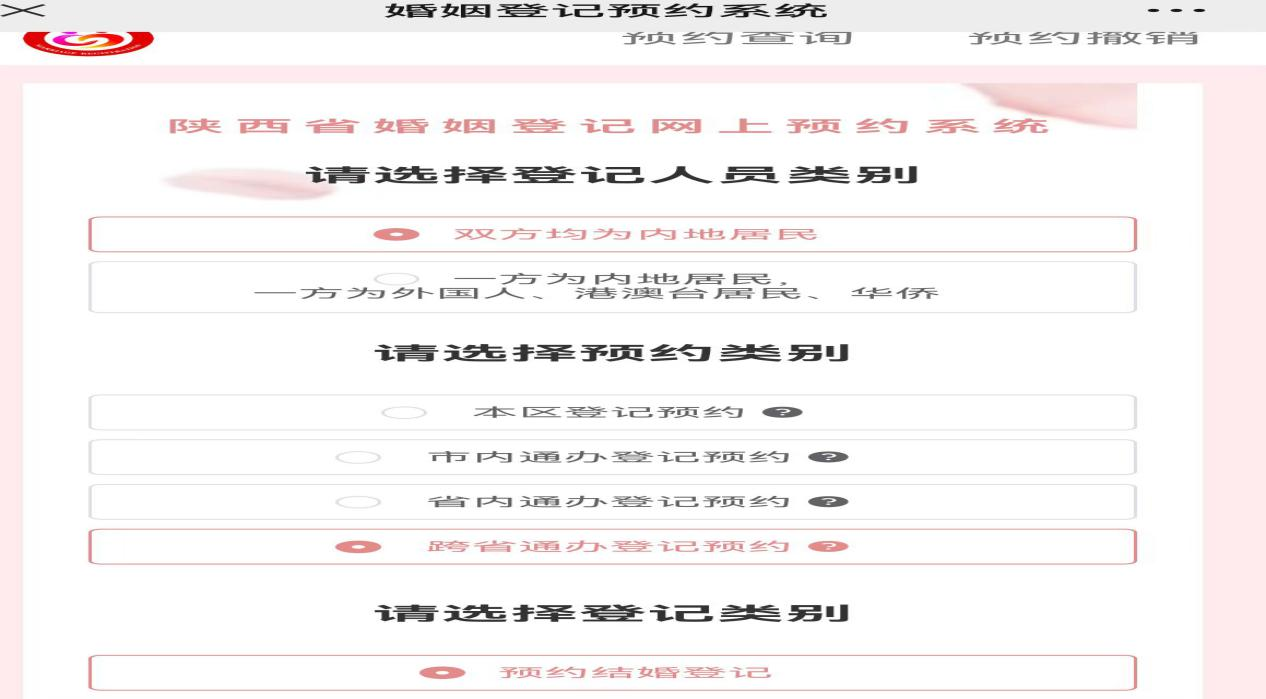 婚姻登记预约系统
预约查询 预约撤销
陕西省婚姻登记网上预约系统
请选择登记人员类别
双方均为内地居民
一方为内地居民,
一方为外国人、港澳台居民、华侨
请选择预约类别
本区登记预约 ?
市内通办登记预约 ?
省内通办登记预约 ?
跨省通办登记预约 ?
请选择登记类别
预约结婚登记